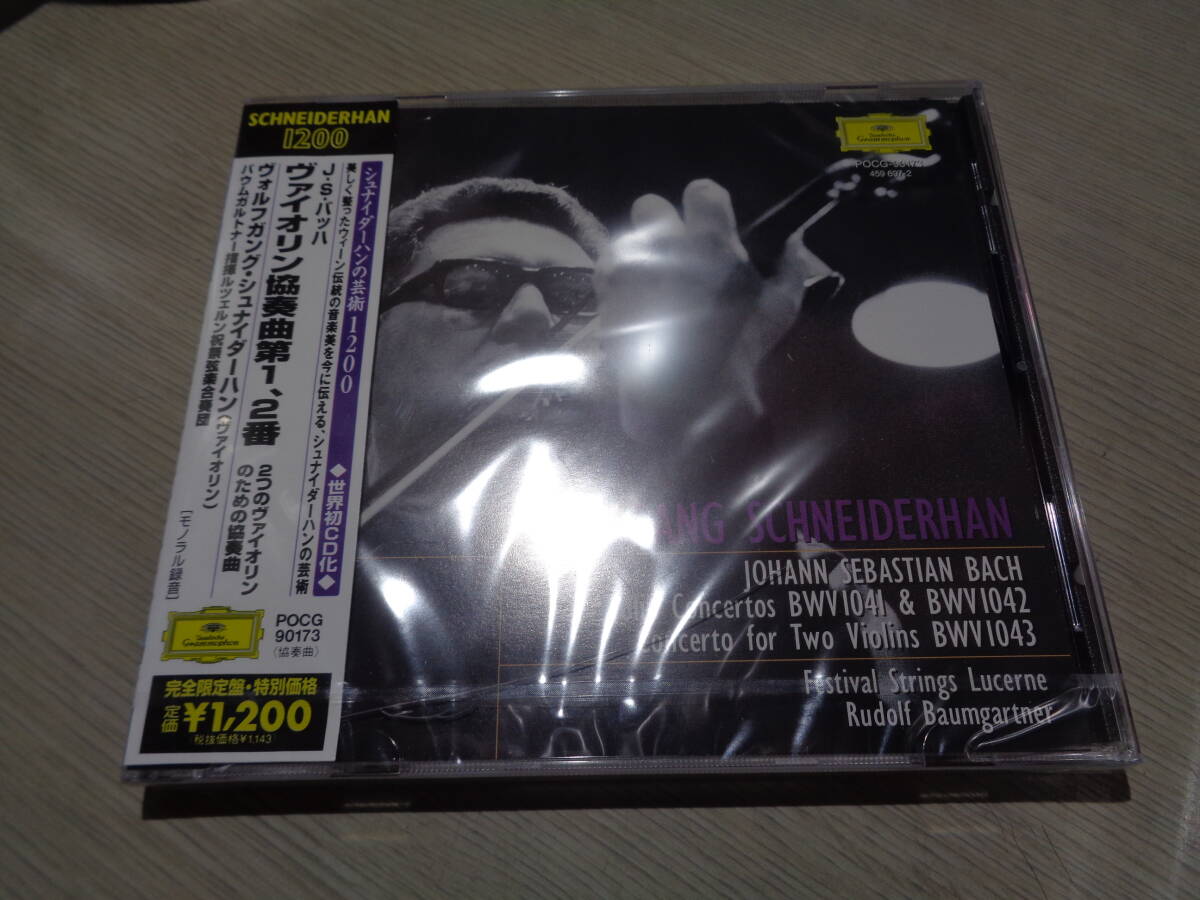 SCHNEIDERHAN
1200
シュナイダーハンの芸術1200
◆世界初CD化◆
美しく整ったウィーン伝統の音楽美を今に伝える、シュナイダーハンの芸術
J・S・バッハ
ヴァイオリン協奏曲第1、2番
2つのヴァイオリン
のための協奏曲
ヴォルフガング・シュナイダーハン(ヴァイオリン)
バウムガルトナー指揮ルツェルン祝祭弦楽合奏団
[モノラル録音]
Deutsche
Grammophon
POCG
90173
(協奏曲)
完全限定盤・特別価格
定価¥1,200
税抜価格¥1,143
Deutsche
Grammophon
POCG-90173
459 697-2
GANG SCHNEIDERHAN
JOHANN SEBASTIAN BACH
Concertos BWV1041 & BWV1042
Concerto for Two Violins BWV1043
Festival Strings Lucerne
Rudolf Baumgartner